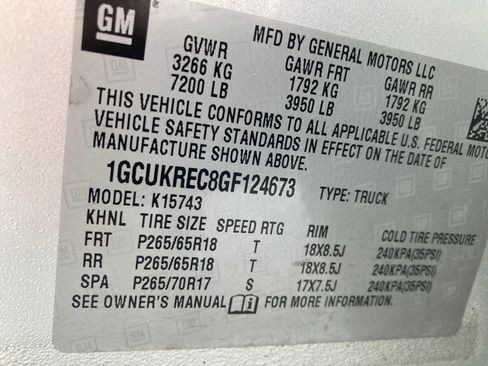 GM
MFD BY GENERAL MOTORS LLC
GVWR GAWR FRT GAWR RR
3266 KG 1792 KG 1792 KG
7200 LB 3950 LB 3950 LB
THIS VEHICLE CONFORMS TO ALL APPLICABLE U.S. FEDERAL MOTO
VEHICLE SAFETY STANDARDS IN EFFECT ON THE DATE OF
MANUFACTURE SHOWN ABOVE.
1GCUKREC8GF124673
MODEL: K15743 TYPE: TRUCK
KHNL TIRE SIZE SPEED RTG RIM COLD TIRE PRESSURE
FRT P265/65R18 T 18X8.5J 240KPA(35PSI)
RR P265/65R18 T 18X8.5J 240KPA(35PSI)
SPA P265/70R17 S 17X7.5J 240KPA(35PSI)
SEE OWNER'S MANUAL FOR MORE INFORMATION.